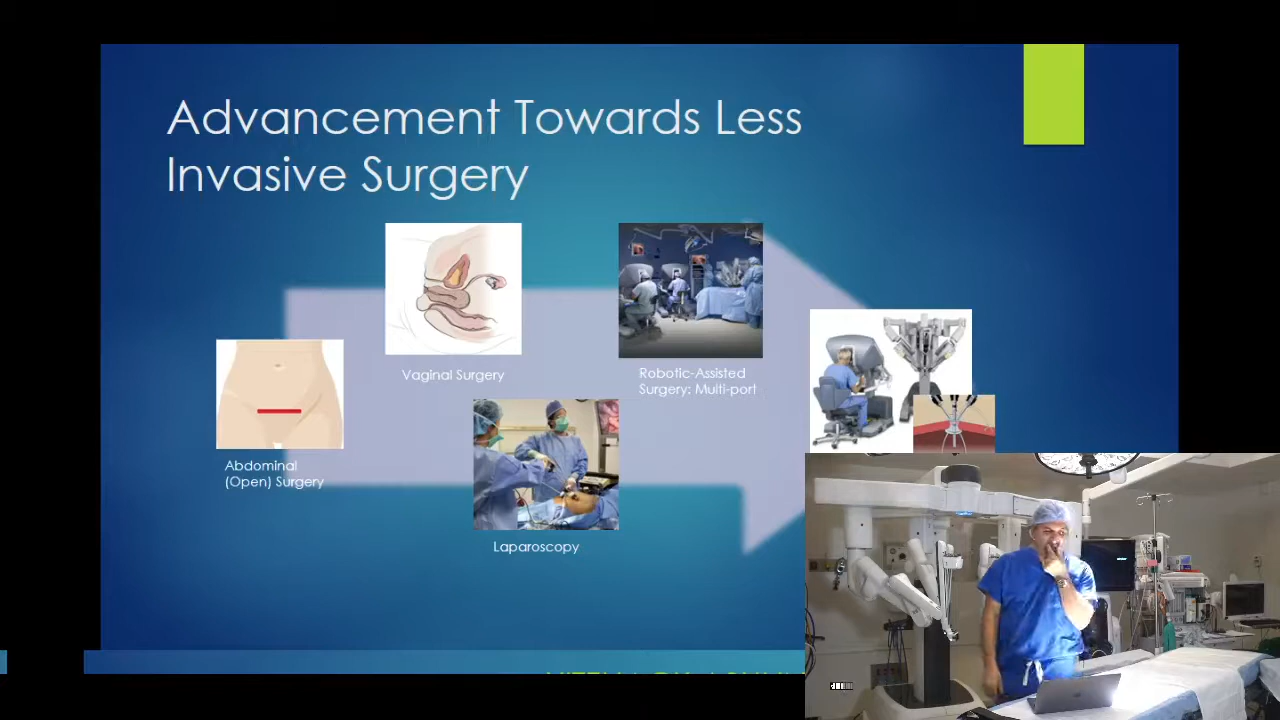 Advancement Towards Less
Invasive Surgery
Abdominal
(Open) Surgery
Vaginal Surgery
Laparoscopy
Robotic-Assisted
Surgery: Multi-port